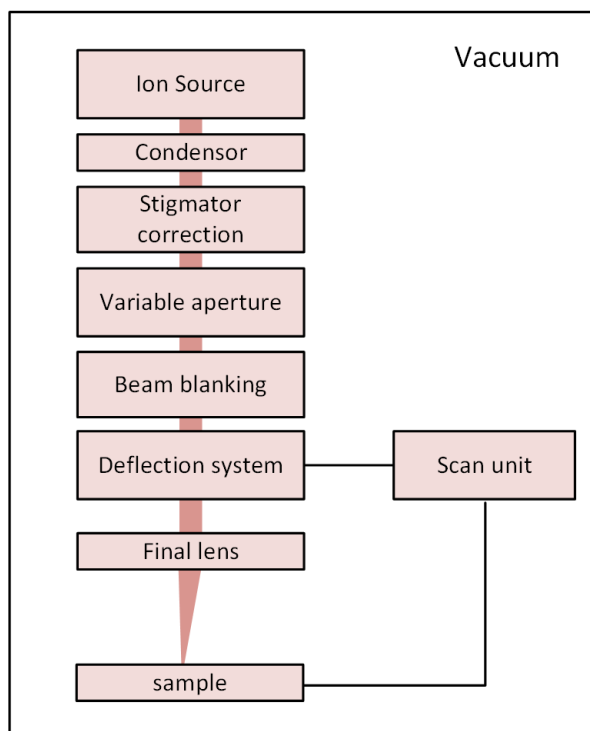 Vacuum
Ion Source
Condensor
Stigmator
correction
Variable aperture
Beam blanking
Deflection system
Scan unit
Final lens
sample